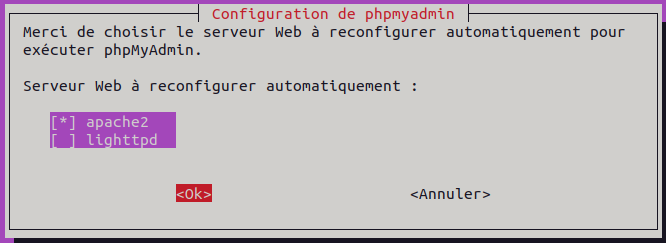 Configuration de phpmyadmin
Merci de choisir le serveur Web à reconfigurer automatiquement pour
exécuter phpMyAdmin.
Serveur Web à reconfigurer automatiquement :
[*] apache2
[ ] lighttpd
<Ok> <Annuler>